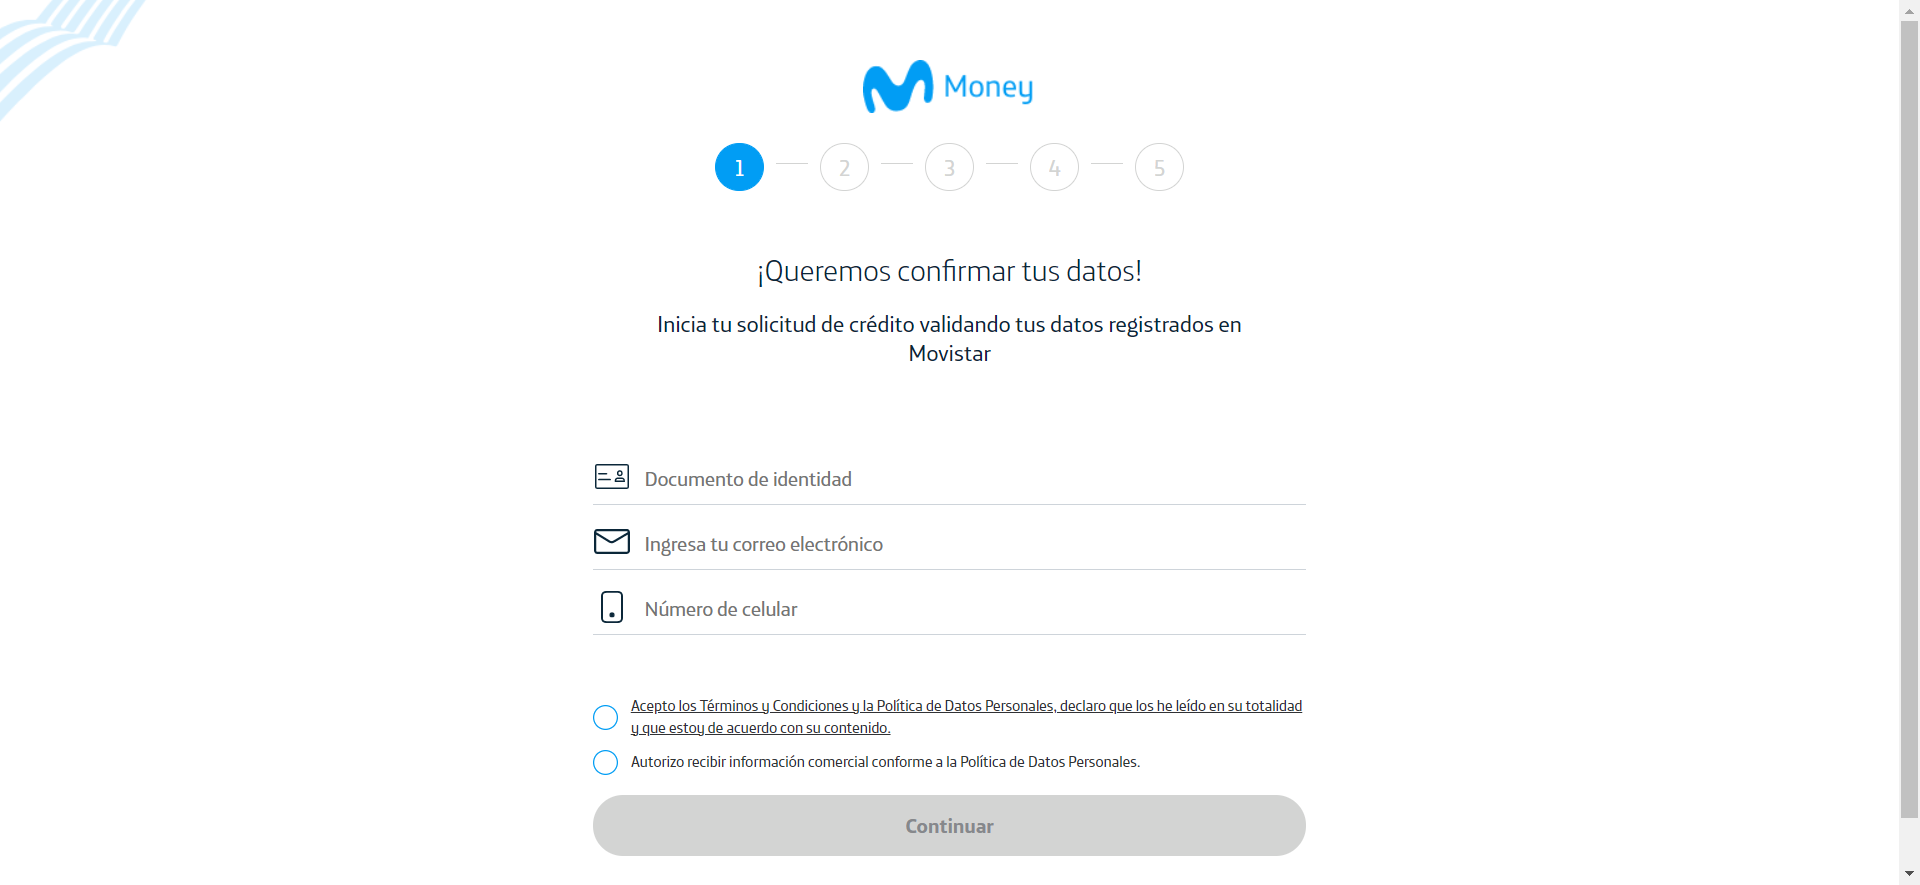 Money
1 2 3 4 5
¡Queremos confirmar tus datos!
Inicia tu solicitud de crédito validando tus datos registrados en
Movistar
Documento de identidad
Ingresa tu correo electrónico
Número de celular
Acepto los Términos y Condiciones y la Política de Datos Personales, declaro que los he leído en su totalidad
y que estoy de acuerdo con su contenido.
Autorizo recibir información comercial conforme a la Política de Datos Personales.
Continuar